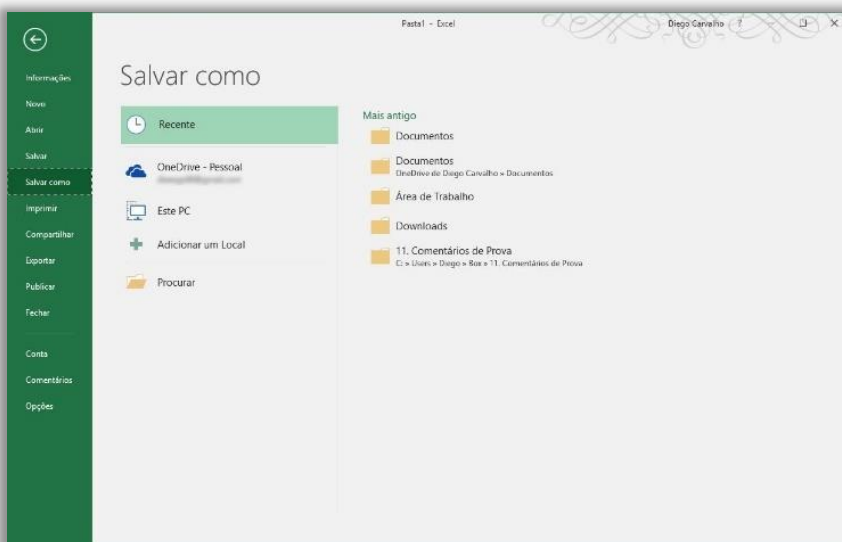 Pasta1 - Excel
Diego Carvalho
?
Informações
Novo
Abrir
Salvar
Salvar como
Imprimir
Compartilhar
Exportar
Publicar
Fechar
Conta
Comentários
Opções
Salvar como
Recente
OneDrive - Pessoal
Este PC
Adicionar um Local
Procurar
Mais antigo
Documentos
Documentos
OneDrive de Diego Carvalho » Documentos
Área de Trabalho
Downloads
11. Comentários de Prova
C: » Users » Diego » Box » 11. Comentários de Prova